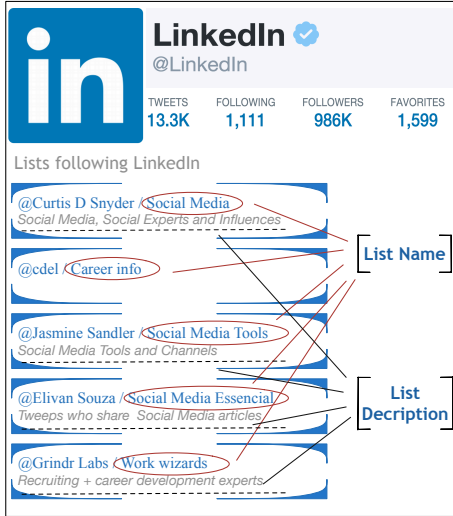 in
LinkedIn
@LinkedIn
TWEETS FOLLOWING FOLLOWERS FAVORITES
13.3K 1,111 986K 1,599
Lists following LinkedIn
@Curtis D Snyder / Social Media
Social Media, Social Experts and Influences
@cdel / Career info
@Jasmine Sandler / Social Media Tools
Social Media Tools and Channels
@Elivan Souza / Social Media Essencial
Tweeps who share Social Media articles
@Grindr Labs / Work wizards
Recruiting + career development experts
List Name
List
Decription